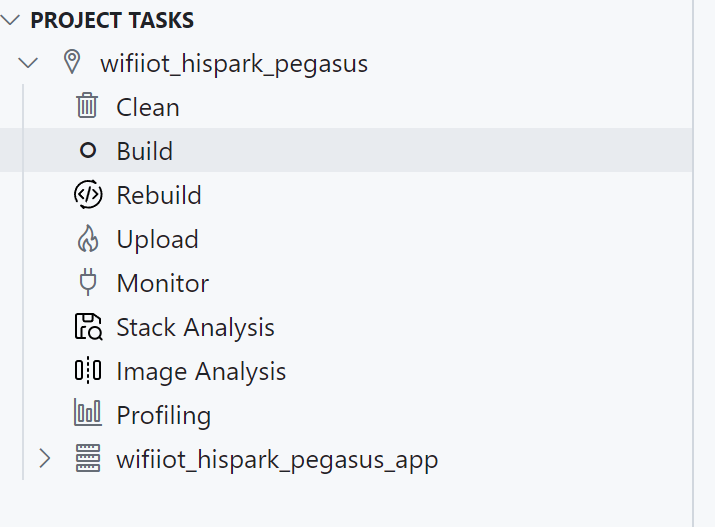 PROJECT TASKS
wifiiot_hispark_pegasus
Clean
Build
Rebuild
Upload
Monitor
Stack Analysis
Image Analysis
Profiling
wifiiot_hispark_pegasus_app